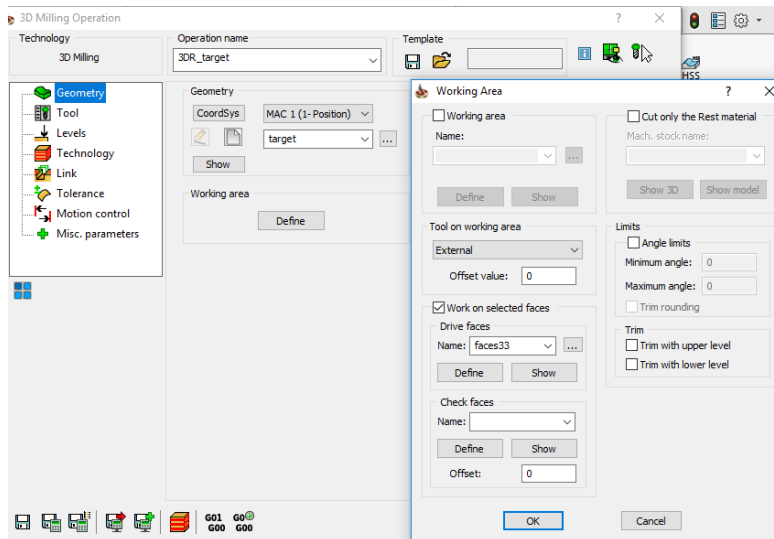 3D Milling Operation
?
Technology
3D Milling
Operation name
3DR_target
Template
HSS
Geometry
Tool
Levels
Technology
Link
Tolerance
Motion control
Misc. parameters
Geometry
CoordSys
MAC 1 (1- Position)
target
...
Show
Working area
Define
G01
G00
G0
G00
Working Area
?
Working area
Name:
...
Define
Show
Tool on working area
External
Offset value:
0
Work on selected faces
Drive faces
Name:
faces33
...
Define
Show
Check faces
Name:
Define
Show
Offset:
0
Cut only the Rest material
Mach. stock name:
Show 3D
Show model
Limits
Angle limits
Minimum angle:
0
Maximum angle:
0
Trim rounding
Trim
Trim with upper level
Trim with lower level
OK
Cancel